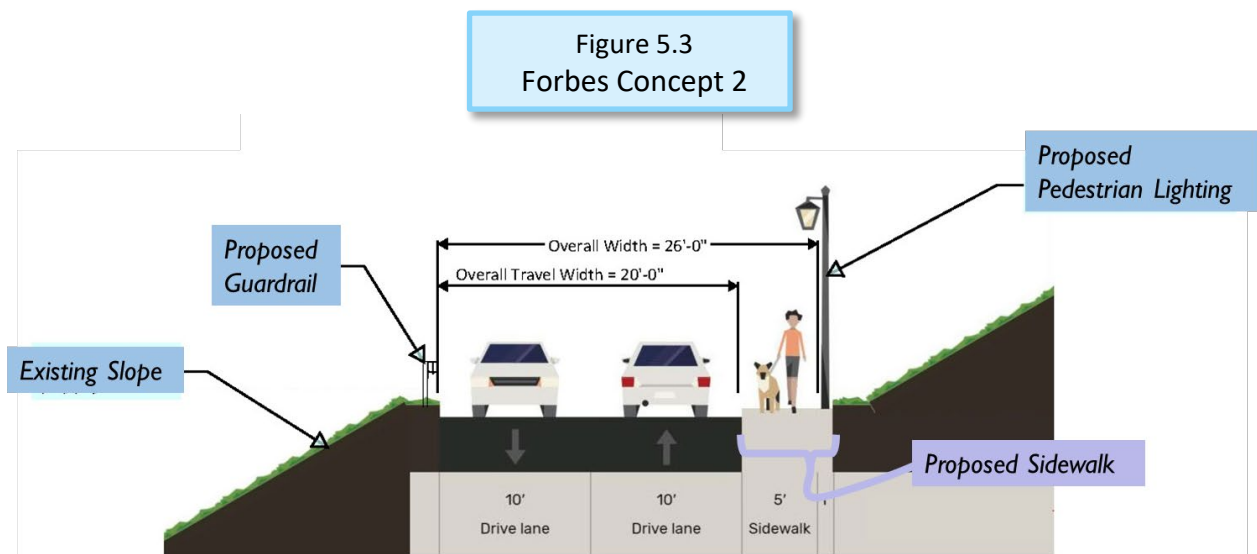 Figure 5.3
Forbes Concept 2
Proposed
Pedestrian Lighting
Overall Width = 26'-0"
Proposed
Guardrail
Overall Travel Width = 20'-0"
Existing Slope
Proposed Sidewalk
10' 10' 5'
Drive lane Drive lane Sidewalk